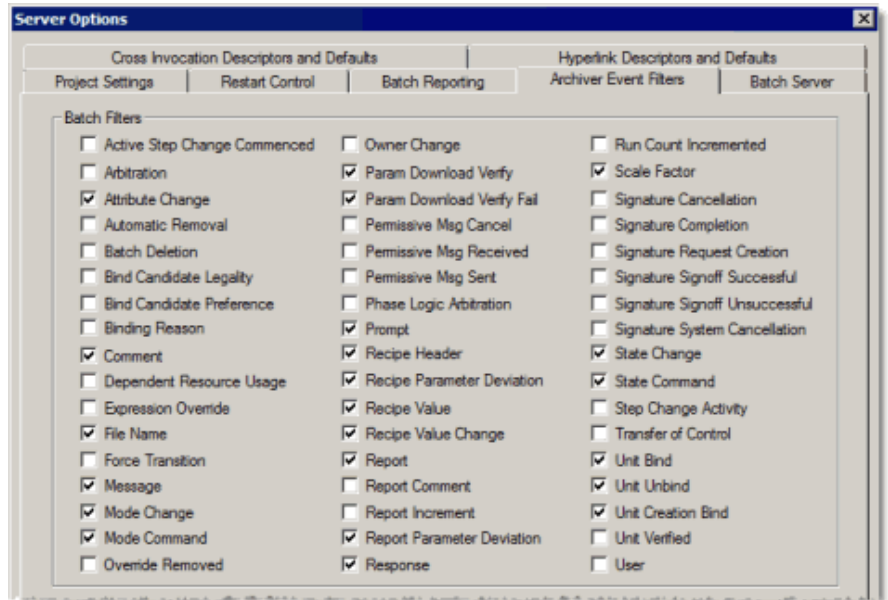 Server Options
Cross Invocation Descriptors and Defaults
Hyperlink Descriptors and Defaults
Project Settings
Restart Control
Batch Reporting
Archiver Event Filters
Batch Server
Batch Filters
Active Step Change Commenced
Arbitration
Attribute Change
Automatic Removal
Batch Deletion
Bind Candidate Legality
Bind Candidate Preference
Binding Reason
Comment
Dependent Resource Usage
Expression Override
File Name
Force Transition
Message
Mode Change
Mode Command
Override Removed
Owner Change
Param Download Verify
Param Download Verify Fail
Permissive Msg Cancel
Permissive Msg Received
Permissive Msg Sent
Phase Logic Arbitration
Prompt
Recipe Header
Recipe Parameter Deviation
Recipe Value
Recipe Value Change
Report
Report Comment
Report Increment
Report Parameter Deviation
Response
Run Count Incremented
Scale Factor
Signature Cancellation
Signature Completion
Signature Request Creation
Signature Signoff Successful
Signature Signoff Unsuccessful
Signature System Cancellation
State Change
State Command
Step Change Activity
Transfer of Control
Unit Bind
Unit Unbind
Unit Creation Bind
Unit Verified
User